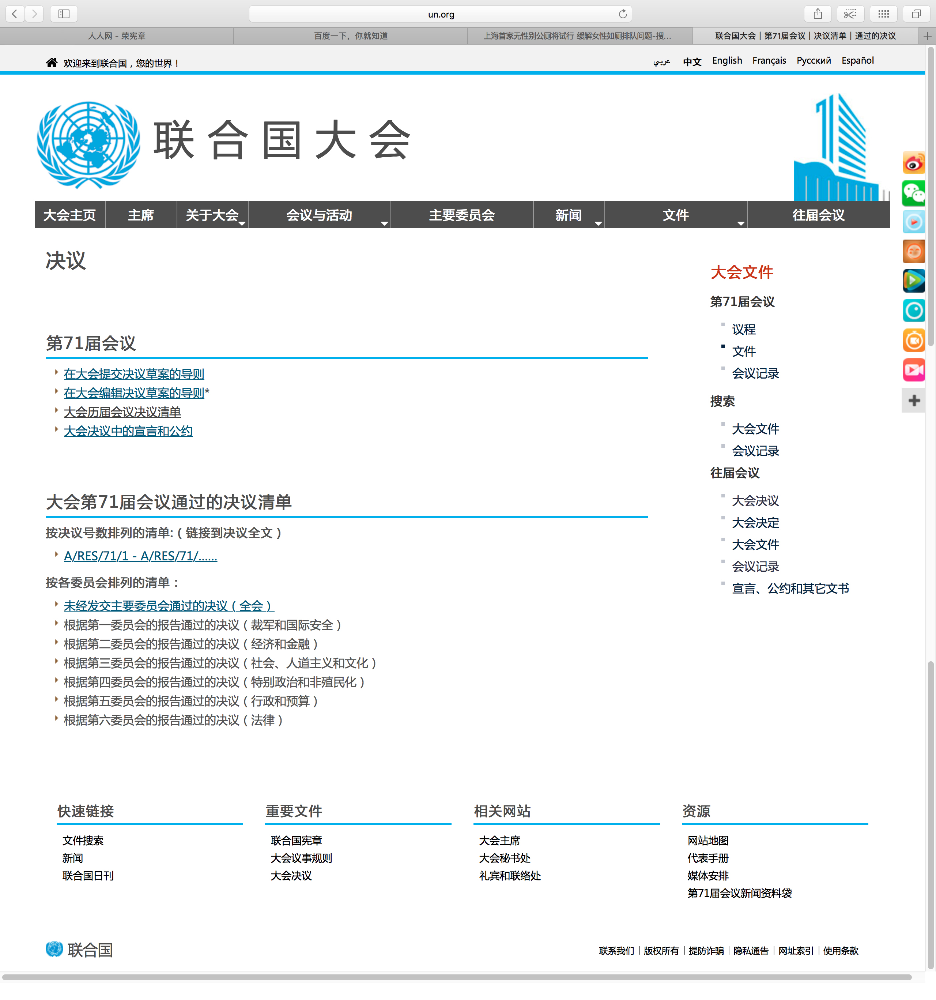 un.org
人人网 - 荣宪章
百度一下，你就知道
上海首家无性别公厕将试行 缓解女性如厕排队问题-搜...
联合国大会 | 第71届会议 | 决议清单 | 通过的决议
欢迎来到联合国，您的世界！
عربي 中文 English Français Русский Español
联合国大会
大会主页 主席 关于大会 会议与活动 主要委员会 新闻 文件 往届会议
决议
第71届会议
在大会提交决议草案的导则
在大会编辑决议草案的导则*
大会历届会议决议清单
大会决议中的宣言和公约
大会第71届会议通过的决议清单
按决议号数排列的清单:（链接到决议全文）
A/RES/71/1 - A/RES/71/......
按各委员会排列的清单：
未经发交主要委员会通过的决议（全会）
根据第一委员会的报告通过的决议（裁军和国际安全）
根据第二委员会的报告通过的决议（经济和金融）
根据第三委员会的报告通过的决议（社会、人道主义和文化）
根据第四委员会的报告通过的决议（特别政治和非殖民化）
根据第五委员会的报告通过的决议（行政和预算）
根据第六委员会的报告通过的决议（法律）
大会文件
第71届会议
议程
文件
会议记录
搜索
大会文件
会议记录
往届会议
大会决议
大会决定
大会文件
会议记录
宣言、公约和其它文书
快速链接
文件搜索
新闻
联合国日刊
重要文件
联合国宪章
大会议事规则
大会决议
相关网站
大会主席
大会秘书处
礼宾和联络处
资源
网站地图
代表手册
媒体安排
第71届会议新闻资料袋
联合国
联系我们 | 版权所有 | 提防诈骗 | 隐私通告 | 网址索引 | 使用条款